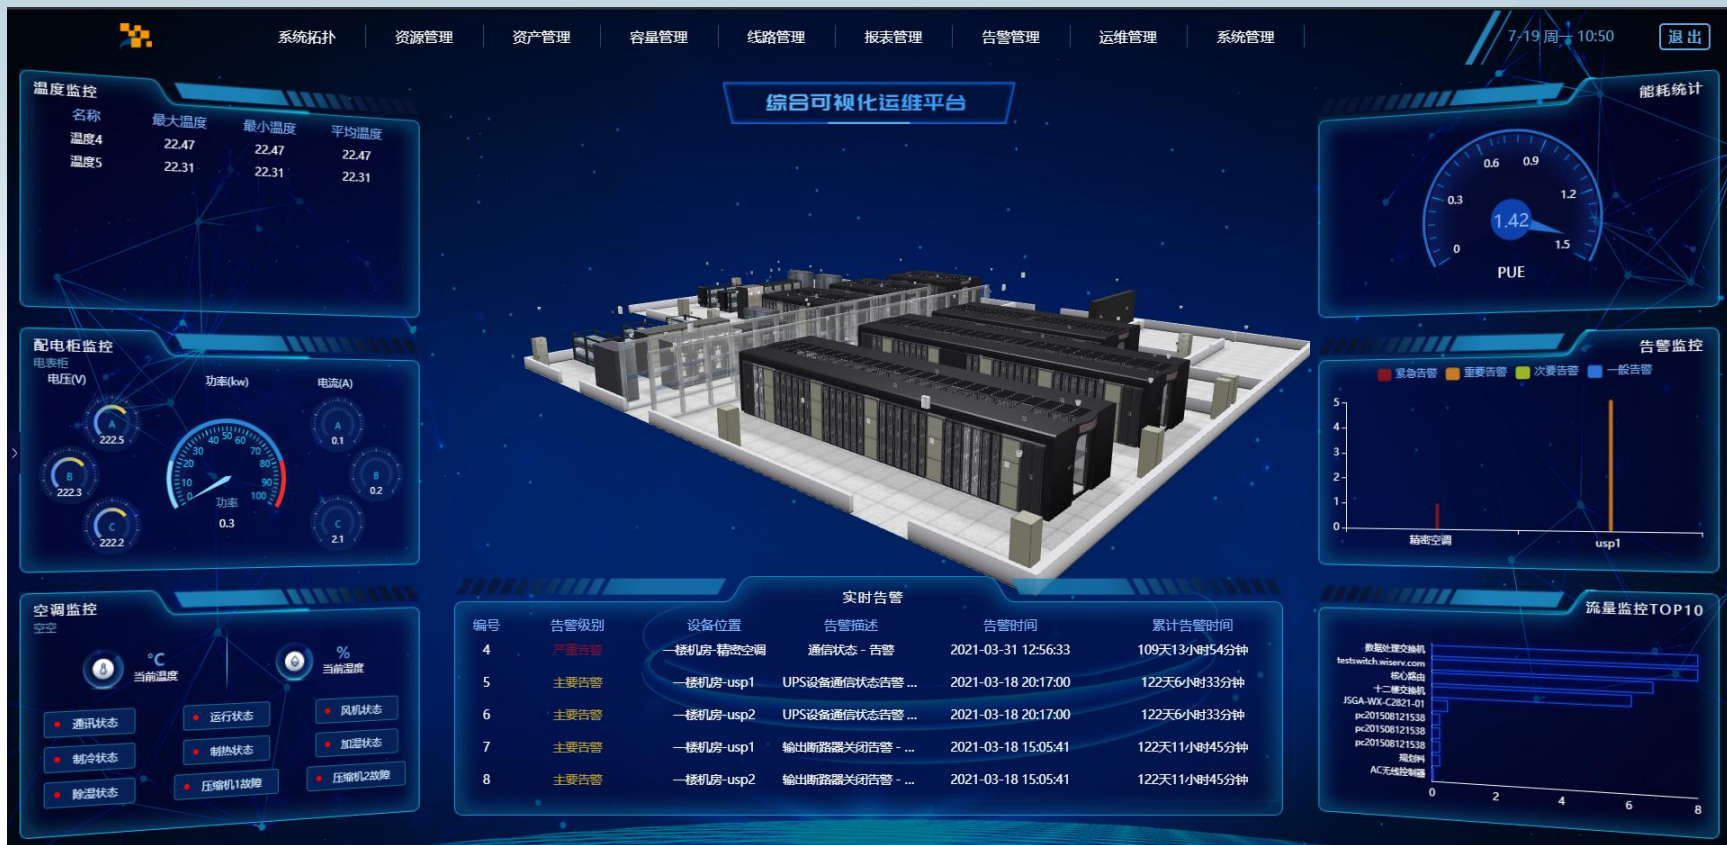 系统拓扑 资源管理 资产管理 容量管理 线路管理 报表管理 告警管理 运维管理 系统管理
7-19 周一 10:50
退出
综合可视化运维平台
温度监控
名称 最大温度 最小温度 平均温度
温度4 22.47 22.47 22.47
温度5 22.31 22.31 22.31
配电柜监控
电表柜
电压(V) 功率(kw) 电流(A)
A
222.5
B
222.3
C
222.2
0 10 20 30 40 50 60 70 80 90 100
功率
0.3
A
0.1
B
0.2
C
2.1
空调监控
空空
°C
当前温度
%
当前湿度
通讯状态 运行状态 风机状态
制冷状态 制热状态 加湿状态
除湿状态 压缩机1故障 压缩机2故障
实时告警
编号 告警级别 设备位置 告警描述 告警时间 累计告警时间
4 严重告警 一楼机房-精密空调 通信状态 - 告警 2021-03-31 12:56:33 109天13小时54分钟
5 主要告警 一楼机房-usp1 UPS设备通信状态告警 ... 2021-03-18 20:17:00 122天6小时33分钟
6 主要告警 一楼机房-usp2 UPS设备通信状态告警 ... 2021-03-18 20:17:00 122天6小时33分钟
7 主要告警 一楼机房-usp1 输出断路器关闭告警 - ... 2021-03-18 15:05:41 122天11小时45分钟
8 主要告警 一楼机房-usp2 输出断路器关闭告警 - ... 2021-03-18 15:05:41 122天11小时45分钟
能耗统计
0 0.3 0.6 0.9 1.2 1.5
1.42
PUE
告警监控
紧急告警 重要告警 次要告警 一般告警
5
4
3
2
1
0
精密空调 usp1
流量监控TOP10
数据处理交换机
testswitch.wiserv.com
核心路由
十二楼交换机
JSGA-WX-C2821-01
pc201508121538
pc201508121538
pc201508121538
规划科
AC无线控制器
0 2 4 6 8